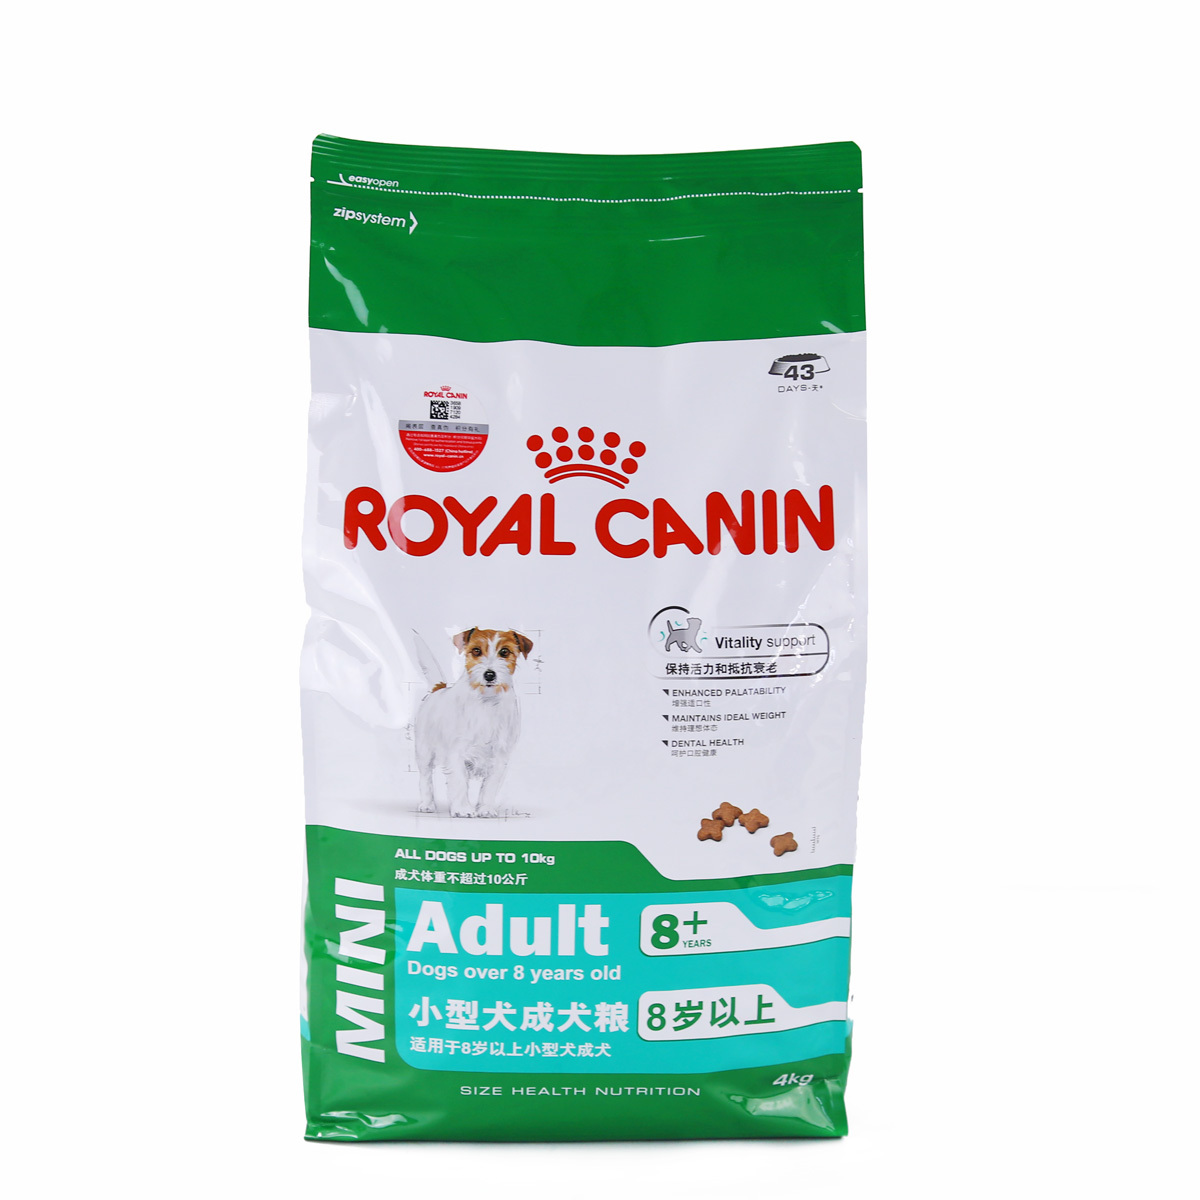 easyopen
zipsystem
43
DAYS-天*
ROYAL CANIN
ROYAL CANIN
Vitality support
保持活力和抵抗衰老
ENHANCED PALATABILITY
增强适口性
MAINTAINS IDEAL WEIGHT
维持理想体态
DENTAL HEALTH
呵护口腔健康
ALL DOGS UP TO 10kg
成犬体重不超过10公斤
MINI
Adult
8+
YEARS
Dogs over 8 years old
小型犬成犬粮
8岁以上
适用于8岁以上小型犬成犬
4kg
SIZE HEALTH NUTRITION